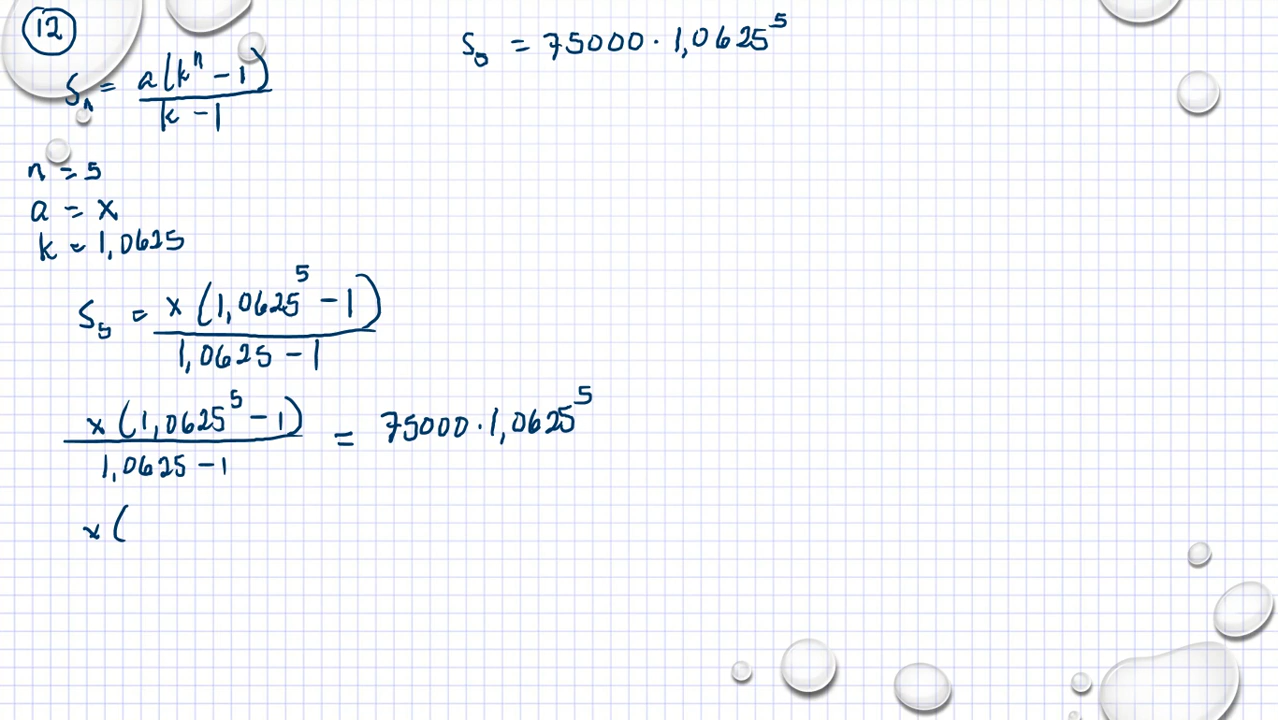 12
Sₙ = a(kⁿ - 1) / k - 1
n = 5
a = x
k = 1,0625
S₅ = x (1,0625⁵ - 1) / 1,0625 - 1
x (1,0625⁵ - 1) / 1,0625 - 1 = 75000 · 1,0625⁵
x (
S₅ = 75000 · 1,0625⁵